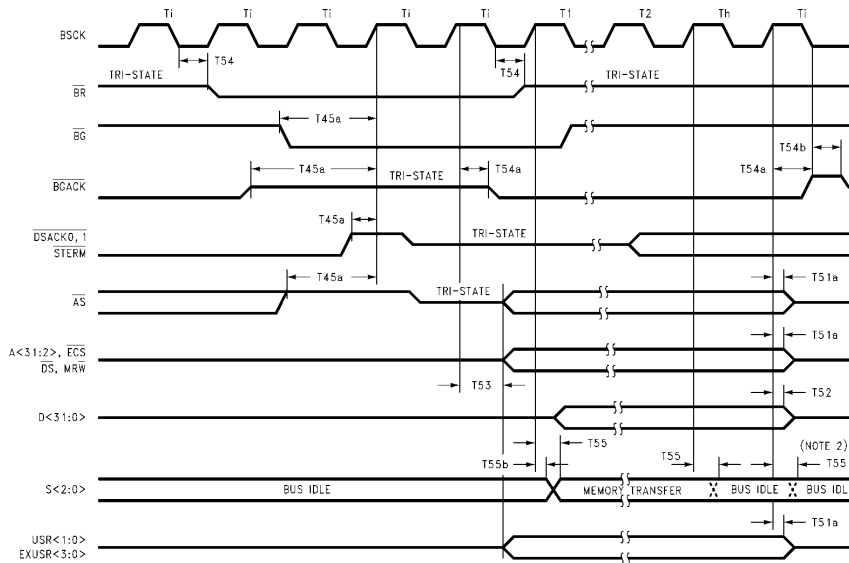 Ti Ti Ti Ti Ti T1 T2 Th Ti
BSCK
T54 T54
TRI-STATE TRI-STATE
BR
T45a
BG
T54b
T45a TRI-STATE T54a T54a
BGACK
T45a
DSACK0, 1
TRI-STATE
STERM
T45a T51a
TRI-STATE
AS
T51a
A<31:2>, ECS
DS, MRW
T53 T52
D<31:0>
(NOTE 2)
T55 T55 T55
T55b
S<2:0> BUS IDLE MEMORY TRANSFER BUS IDLE BUS IDL
T51a
USR<1:0>
EXUSR<3:0>